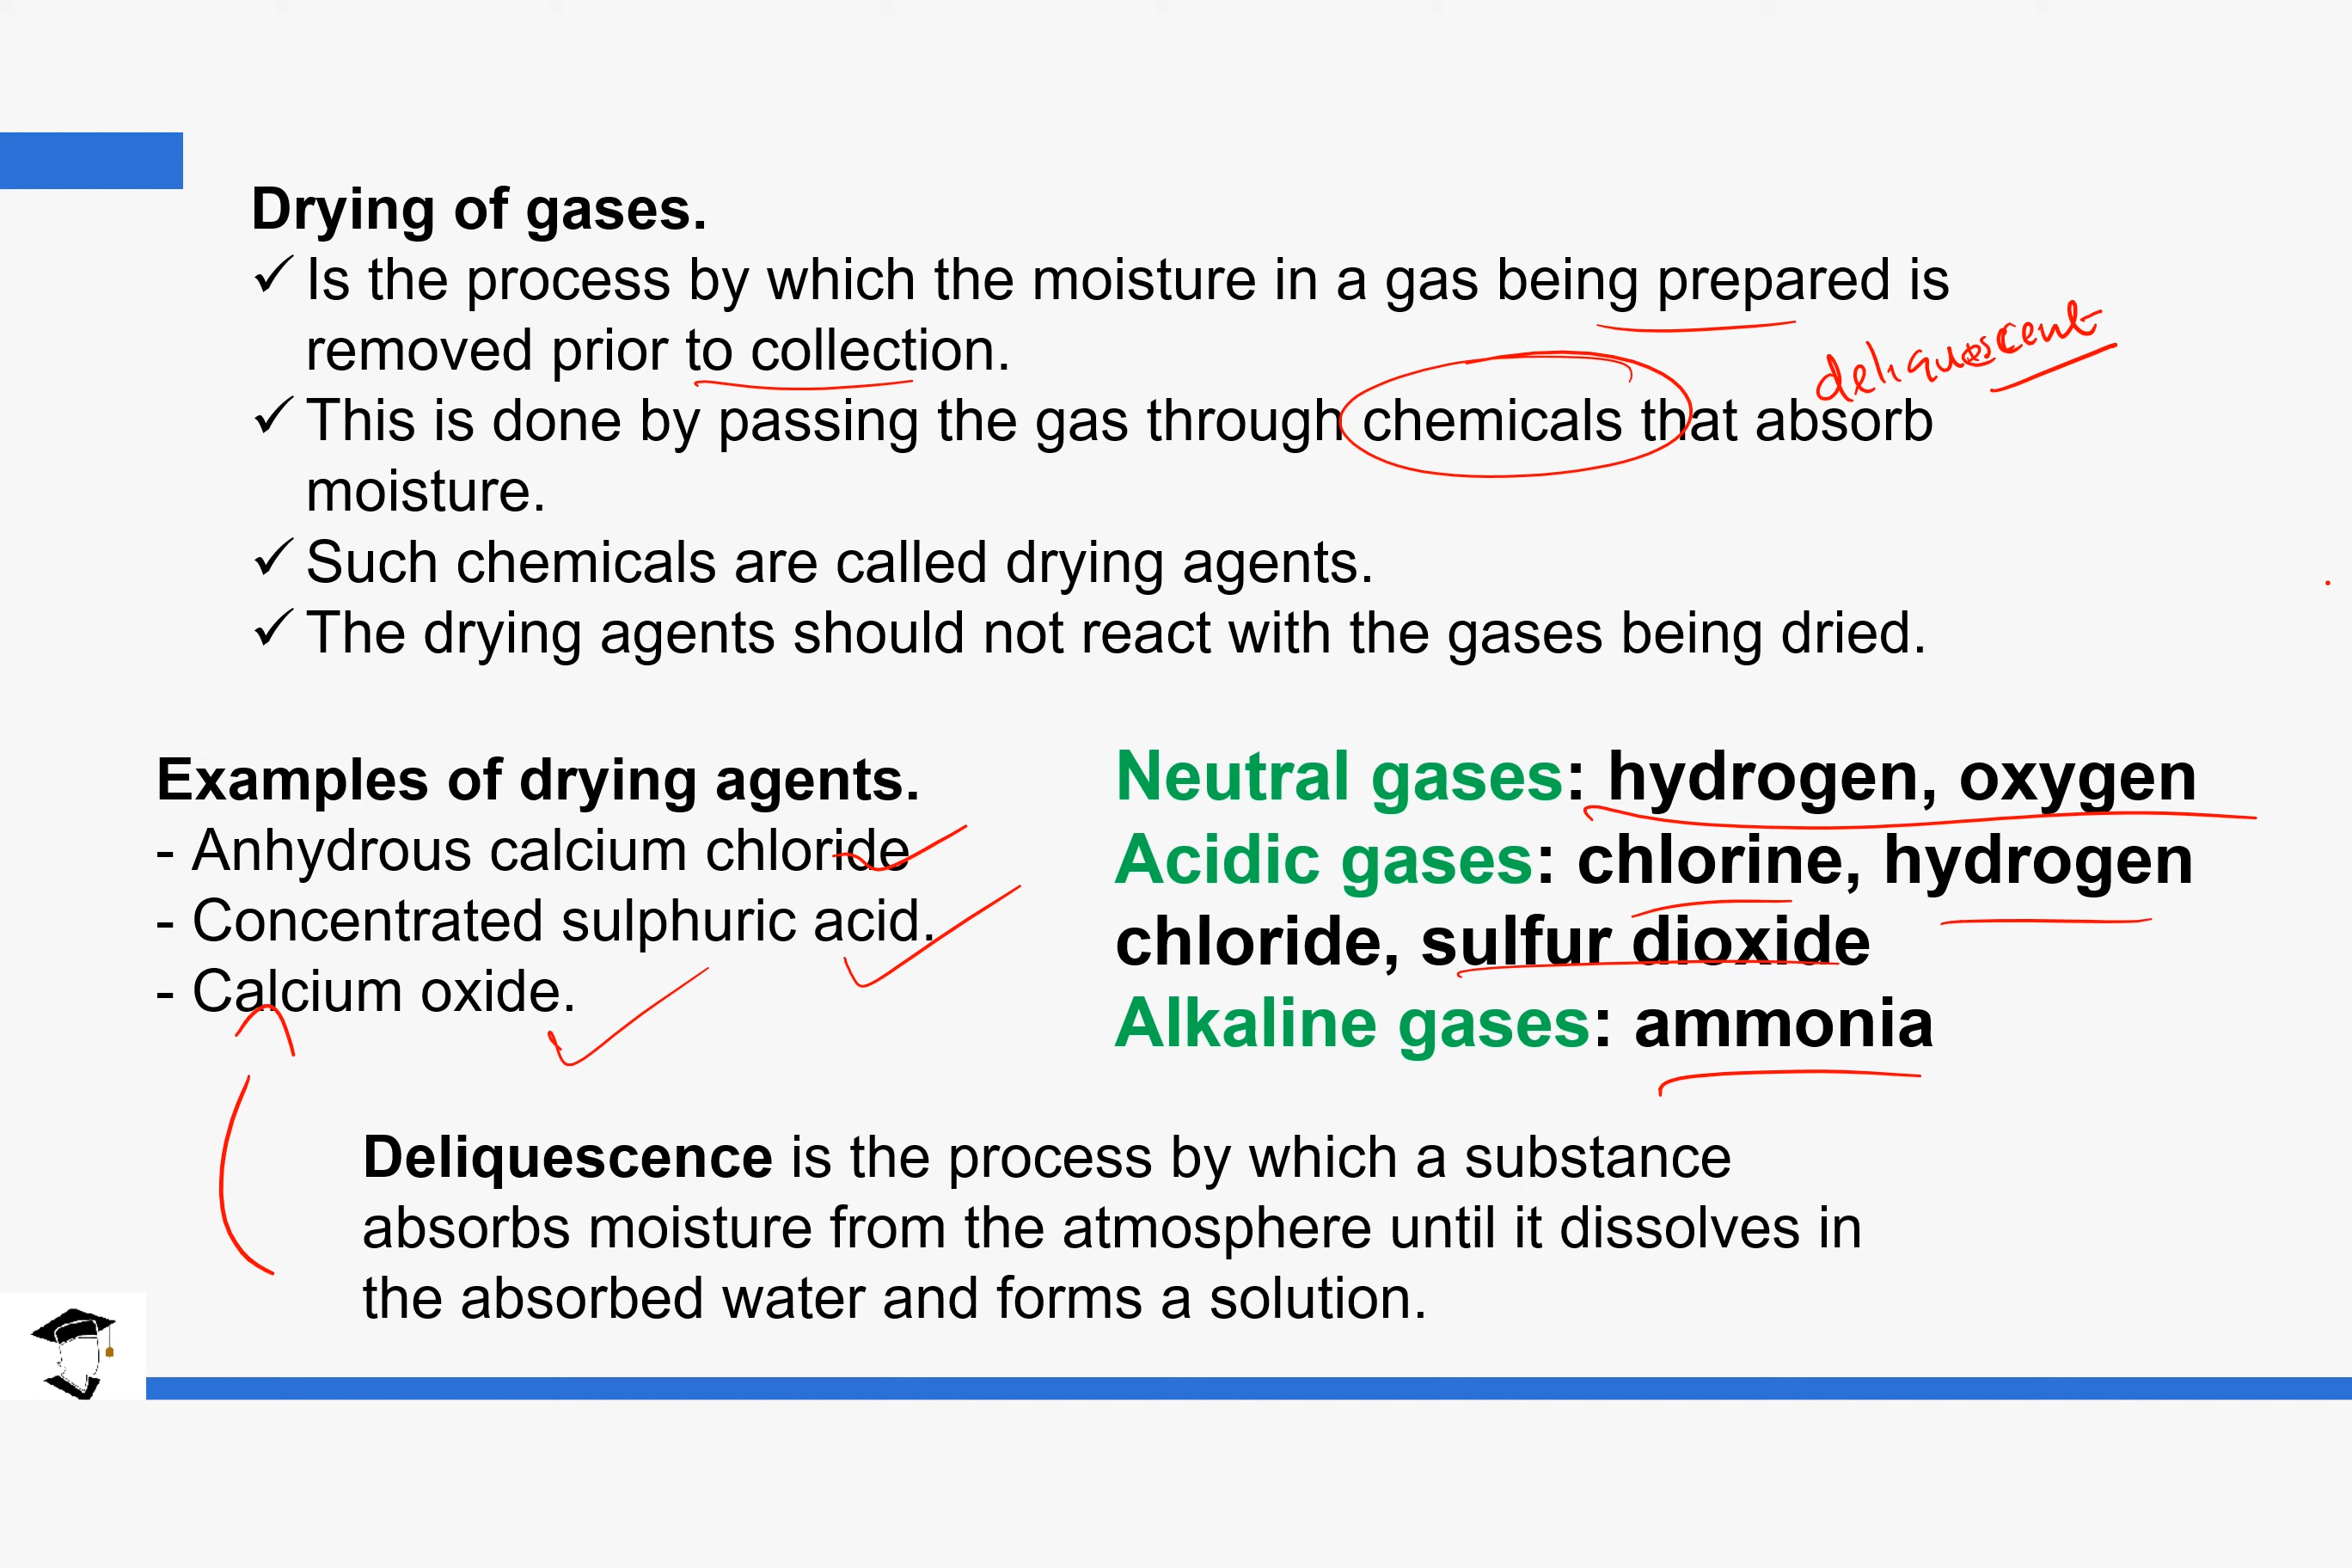 Drying of gases.
✓ Is the process by which the moisture in a gas being prepared is
removed prior to collection.
deliquescent
✓ This is done by passing the gas through chemicals that absorb
moisture.
✓ Such chemicals are called drying agents.
✓ The drying agents should not react with the gases being dried.
Examples of drying agents.
- Anhydrous calcium chloride
- Concentrated sulphuric acid.
- Calcium oxide.
Neutral gases: hydrogen, oxygen
Acidic gases: chlorine, hydrogen
chloride, sulfur dioxide
Alkaline gases: ammonia
Deliquescence is the process by which a substance
absorbs moisture from the atmosphere until it dissolves in
the absorbed water and forms a solution.